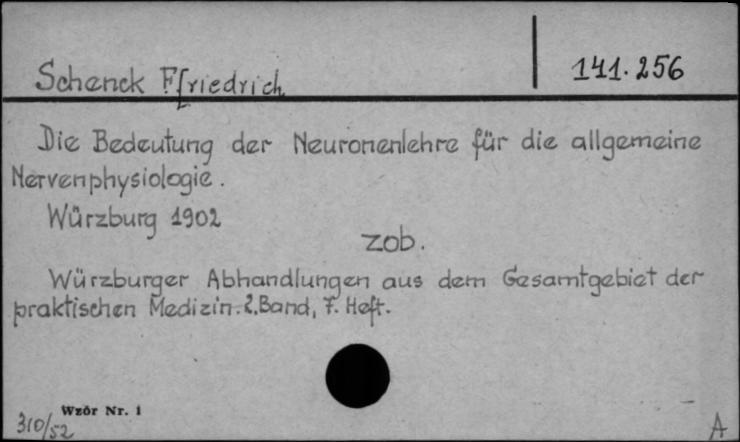 Schenck F[riedrich
141.256
Die Bedeutung der Neuronenlehre für die allgemeine
Nervenphysiologie.
Würzburg 1902
zob.
Würzburger Abhandlungen aus dem Gesamtgebiet der
praktischen Medizin. 2. Band, 7. Heft.
Wzór Nr. 1
310/52
A